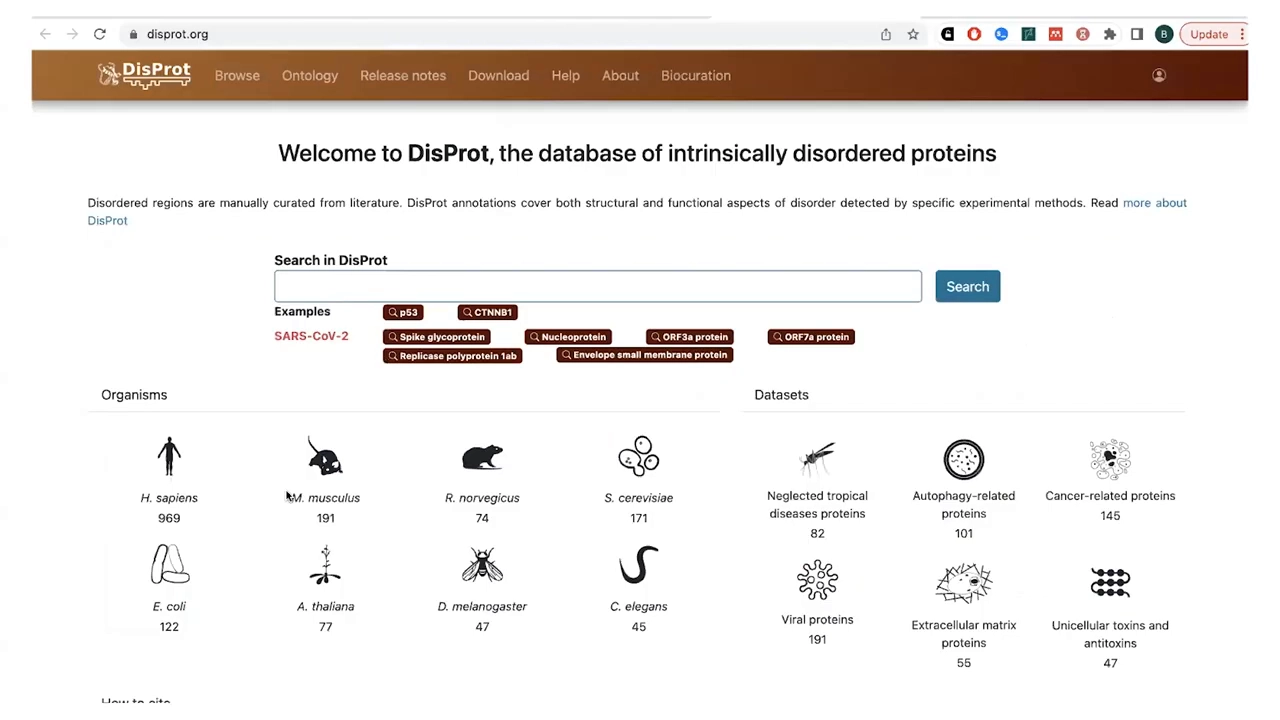 disprot.org
B
Update
DisProt
Browse
Ontology
Release notes
Download
Help
About
Biocuration
Welcome to DisProt, the database of intrinsically disordered proteins
Disordered regions are manually curated from literature. DisProt annotations cover both structural and functional aspects of disorder detected by specific experimental methods. Read more about
DisProt
Search in DisProt
Search
Examples
p53
CTNNB1
SARS-CoV-2
Spike glycoprotein
Nucleoprotein
ORF3a protein
ORF7a protein
Replicase polyprotein 1ab
Envelope small membrane protein
Organisms
H. sapiens
969
M. musculus
191
R. norvegicus
74
S. cerevisiae
171
E. coli
122
A. thaliana
77
D. melanogaster
47
C. elegans
45
Datasets
Neglected tropical
diseases proteins
82
Autophagy-related
proteins
101
Cancer-related proteins
145
Viral proteins
191
Extracellular matrix
proteins
55
Unicellular toxins and
antitoxins
47
How to cite